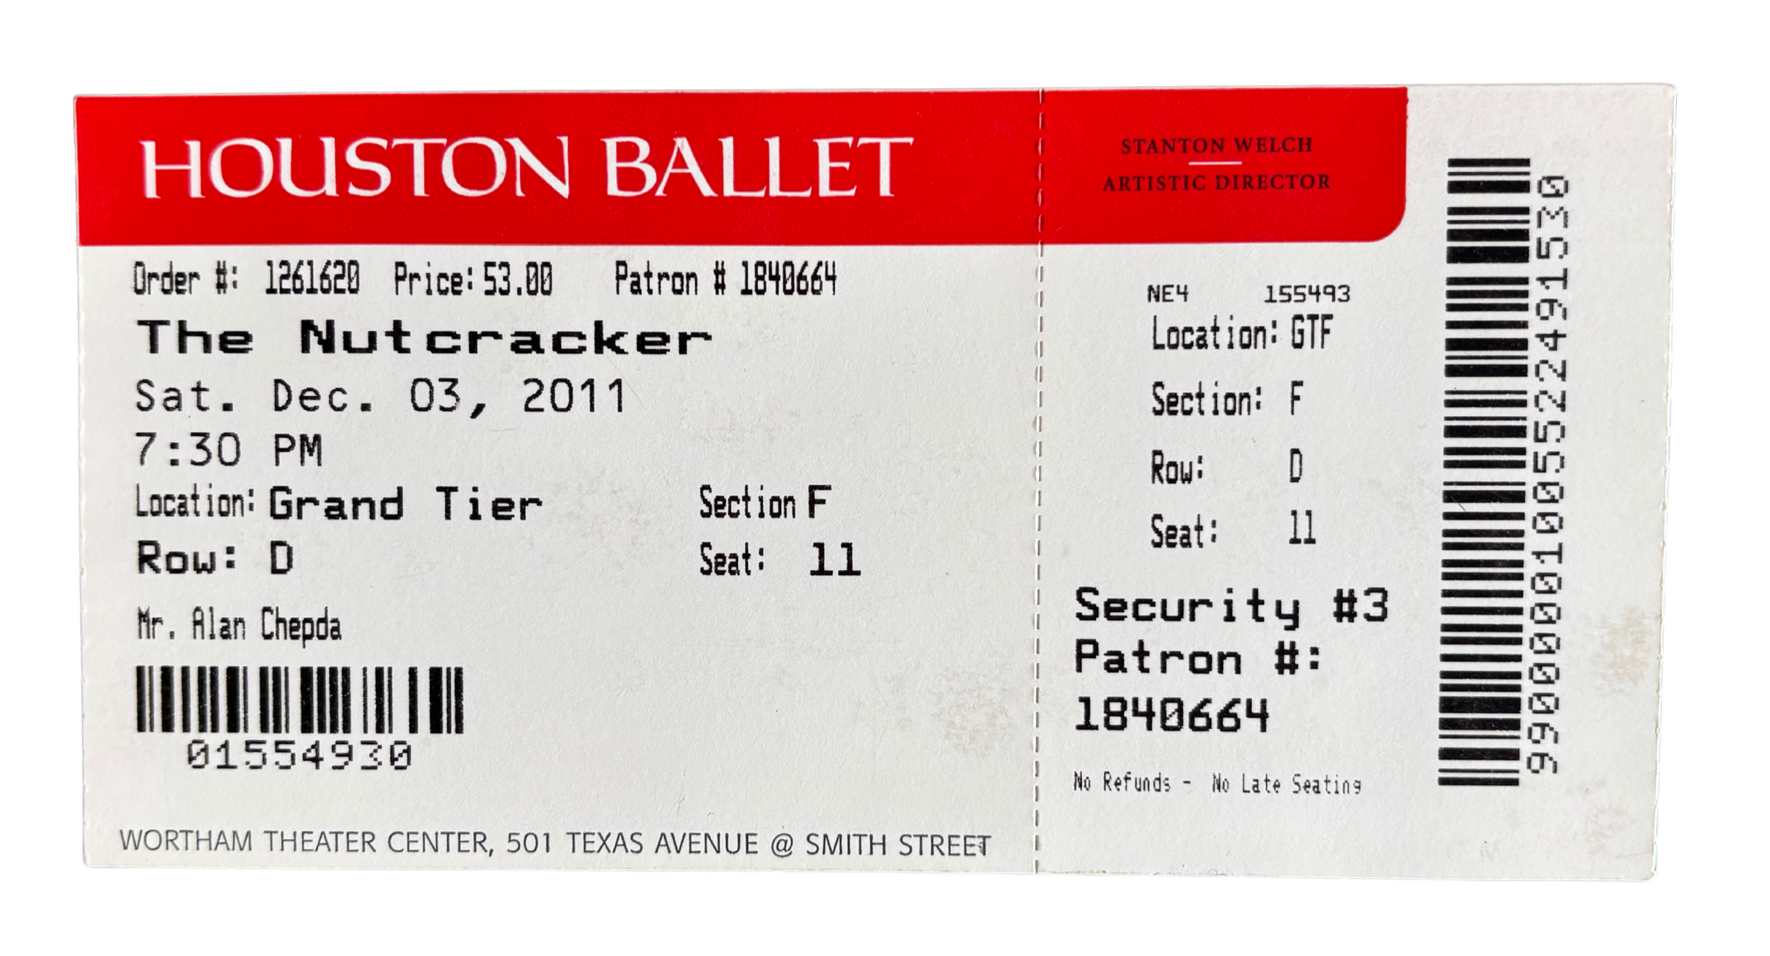 HOUSTON BALLET
Order #: 1261620 Price: 53.00 Patron # 1840664
The Nutcracker
Sat. Dec. 03, 2011
7:30 PM
Location: Grand Tier Section F
Row: D Seat: 11
Mr. Alan Chepda
01554930
WORTHAM THEATER CENTER, 501 TEXAS AVENUE @ SMITH STREET
STANTON WELCH
ARTISTIC DIRECTOR
NE4 155493
Location: GTF
Section: F
Row: D
Seat: 11
Security #3
Patron #:
1840664
No Refunds - No Late Seating
99000001005522491530